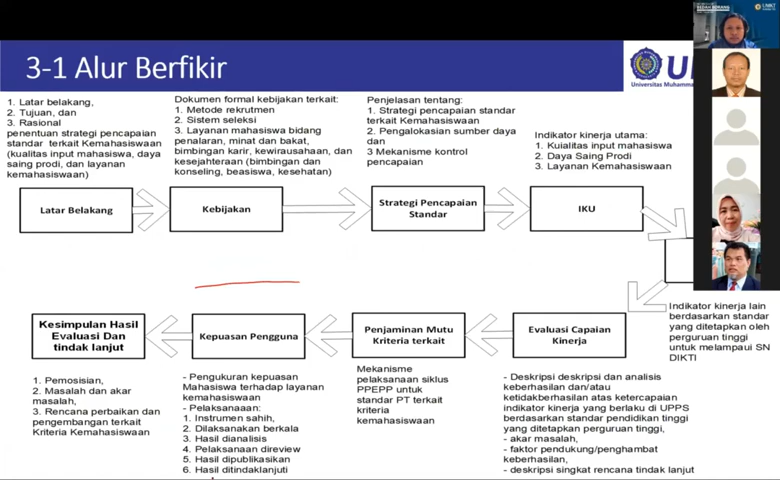 BEDAH BORANG
3-1 Alur Berfikir
Universitas Muhammad
1. Latar belakang,
2. Tujuan, dan
3. Rasional
penentuan strategi pencapaian
standar terkait Kemahasiswaan
(kualitas input mahasiswa, daya
saing prodi, dan layanan
kemahasiswaan)
Dokumen formal kebijakan terkait:
1. Metode rekrutmen
2. Sistem seleksi
3. Layanan mahasiswa bidang
penalaran, minat dan bakat,
bimbingan karir, kewirausahaan, dan
kesejahteraan (bimbingan dan
konseling, beasiswa, kesehatan)
Penjelasan tentang:
1. Strategi pencapaian standar
terkait Kemahasiswaan
2. Pengalokasian sumber daya
dan
3 Mekanisme kontrol
pencapaian
Indikator kinerja utama:
1. Kuialitas input mahasiswa
2. Daya Saing Prodi
3. Layanan Kemahasiswaan
Latar Belakang
Kebijakan
Strategi Pencapaian
Standar
IKU
Indikator kinerja lain
berdasarkan standar
yang ditetapkan oleh
perguruan tinggi
untuk melampaui SN
DIKTI
Kesimpulan Hasil
Evaluasi Dan
tindak lanjut
Kepuasan Pengguna
Penjaminan Mutu
Kriteria terkait
Evaluasi Capaian
Kinerja
1. Pemosisian,
2. Masalah dan akar
masalah,
3. Rencana perbaikan dan
pengembangan terkait
Kriteria Kemahasiswaan
- Pengukuran kepuasan
Mahasiswa terhadap layanan
kemahasiswaan
- Pelaksanaaan:
1. Instrumen sahih,
2. Dilaksanakan berkala
3. Hasil dianalisis
4. Pelaksanaan direview
5. Hasil dipublikasikan
6. Hasil ditindaklanjuti
Mekanisme
pelaksanaan siklus
PPEPP untuk
standar PT terkait
kriteria
kemahasiswaan
- Deskripsi deskripsi dan analisis
keberhasilan dan/atau
ketidakberhasilan atas ketercapaian
indikator kinerja yang berlaku di UPPS
berdasarkan standar pendidikan tinggi
yang ditetapkan perguruan tinggi,
- akar masalah,
- faktor pendukung/penghambat
keberhasilan,
- deskripsi singkat rencana tindak lanjut